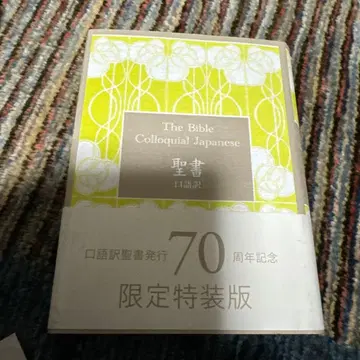 The Bible
Colloquial Japanese
聖書
口語訳
口語訳聖書発行70周年記念
限定特装版